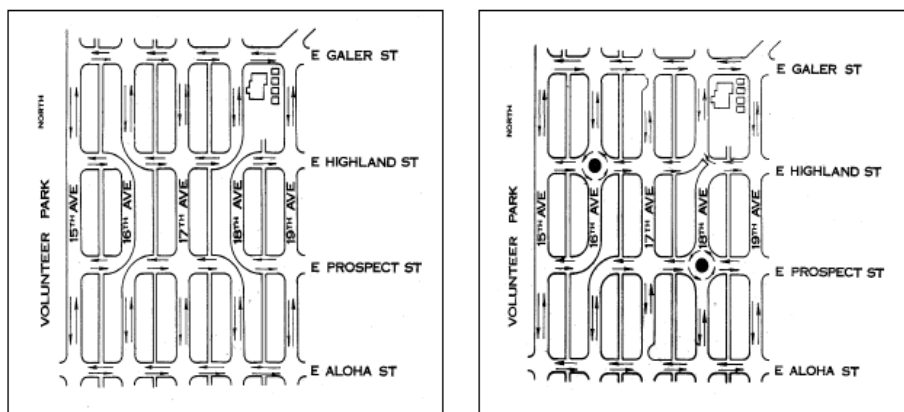 E GALER ST
NORTH
E HIGHLAND ST
VOLUNTEER PARK
15TH AVE
16TH AVE
17TH AVE
18TH AVE
19TH AVE
E PROSPECT ST
E ALOHA ST
E GALER ST
NORTH
E HIGHLAND ST
VOLUNTEER PARK
15TH AVE
16TH AVE
17TH AVE
18TH AVE
19TH AVE
E PROSPECT ST
E ALOHA ST